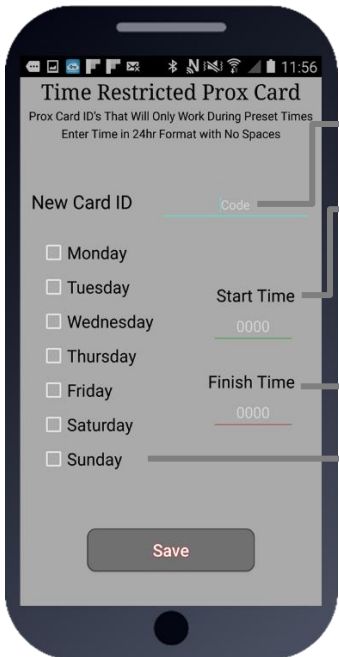 11:56
Time Restricted Prox Card
Prox Card ID's That Will Only Work During Preset Times
Enter Time in 24hr Format with No Spaces
New Card ID
Code
Monday
Tuesday
Wednesday
Thursday
Friday
Saturday
Sunday
Start Time
0000
Finish Time
0000
Save